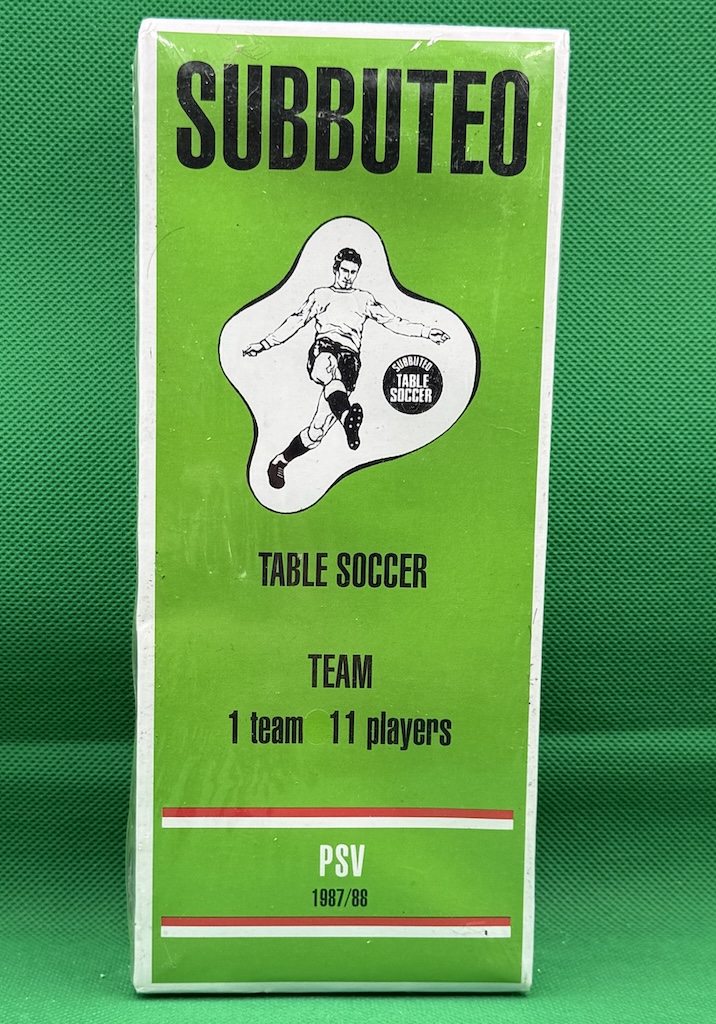 SUBBUTEO
SUBBUTEO
TABLE
SOCCER
TABLE SOCCER
TEAM
1 team 11 players
PSV
1987/88